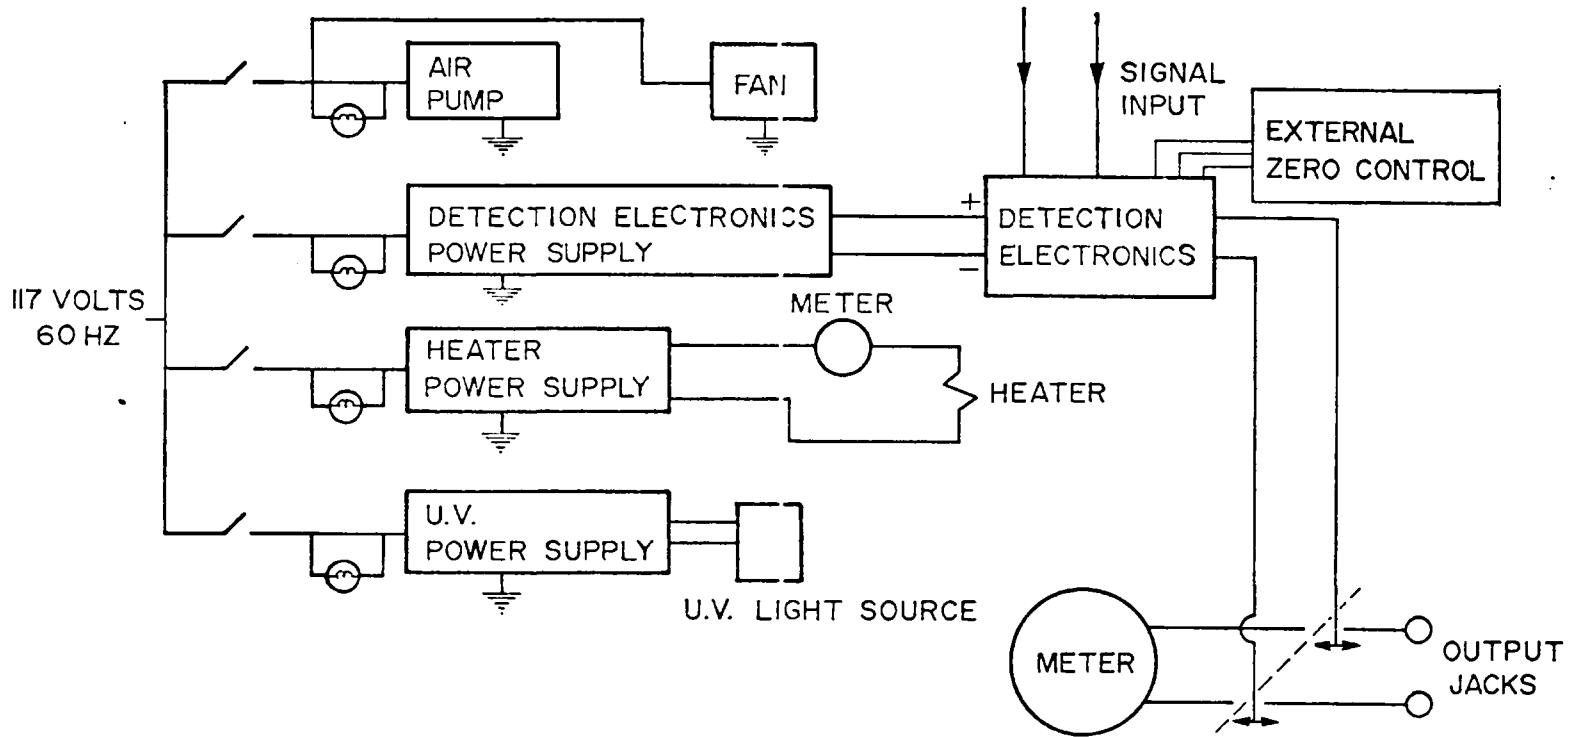 AIR
PUMP
FAN
SIGNAL
INPUT
EXTERNAL
ZERO CONTROL
DETECTION ELECTRONICS
POWER SUPPLY
+
−
DETECTION
ELECTRONICS
117 VOLTS
60 HZ
METER
HEATER
POWER SUPPLY
HEATER
U.V.
POWER SUPPLY
U.V. LIGHT SOURCE
METER
OUTPUT
JACKS